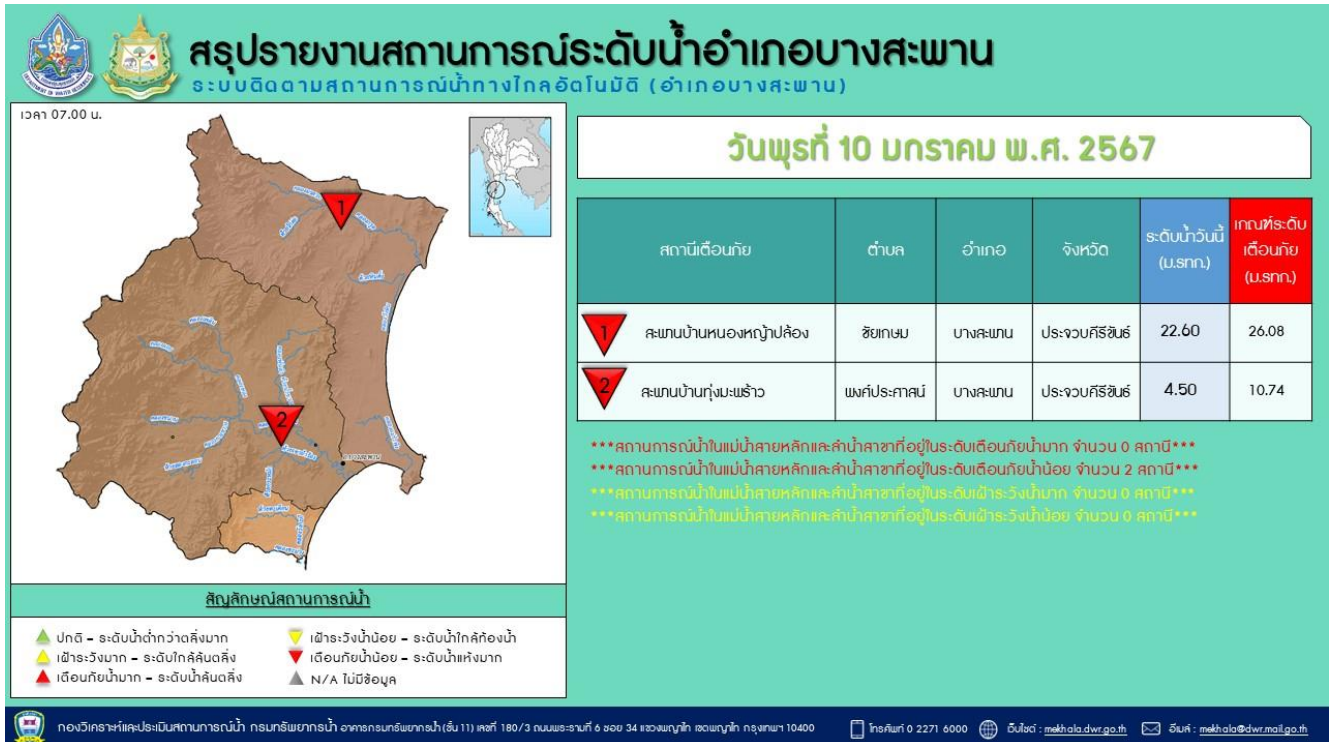 สรุปรายงานสถานการณ์ระดับน้ำอำเภอบางสะพาน
ระบบติดตามสถานการณ์น้ำทางไกลอัตโนมัติ (อำเภอบางสะพาน)
เวลา 07.00 น.
1
2
วันพุธที่ 10 มกราคม พ.ศ. 2567
สถานีเตือนภัย ตำบล อำเภอ จังหวัด ระดับน้ำวันนี้ (ม.รทก.) เกณฑ์ระดับเตือนภัย (ม.รทก.)
1 สะพานบ้านหนองหญ้าปล้อง ชัยเกษม บางสะพาน ประจวบคีรีขันธ์ 22.60 26.08
2 สะพานบ้านทุ่งมะพร้าว พงศ์ประศาสน์ บางสะพาน ประจวบคีรีขันธ์ 4.50 10.74
***สถานการณ์น้ำในแม่น้ำสายหลักและลำน้ำสาขาที่อยู่ในระดับเตือนภัยน้ำมาก จำนวน 0 สถานี***
***สถานการณ์น้ำในแม่น้ำสายหลักและลำน้ำสาขาที่อยู่ในระดับเตือนภัยน้ำน้อย จำนวน 2 สถานี***
***สถานการณ์น้ำในแม่น้ำสายหลักและลำน้ำสาขาที่อยู่ในระดับเฝ้าระวังน้ำมาก จำนวน 0 สถานี***
***สถานการณ์น้ำในแม่น้ำสายหลักและลำน้ำสาขาที่อยู่ในระดับเฝ้าระวังน้ำน้อย จำนวน 0 สถานี***
สัญลักษณ์สถานการณ์น้ำ
ปกติ - ระดับน้ำต่ำกว่าตลิ่งมาก
เฝ้าระวังมาก - ระดับใกล้ล้นตลิ่ง
เตือนภัยน้ำมาก - ระดับน้ำล้นตลิ่ง
เฝ้าระวังน้ำน้อย - ระดับน้ำใกล้ท้องน้ำ
เตือนภัยน้ำน้อย - ระดับน้ำแห้งมาก
N/A ไม่มีข้อมูล
กองวิเคราะห์และประเมินสถานการณ์น้ำ กรมทรัพยากรน้ำ อาคารกรมทรัพยากรน้ำ (ชั้น 11) เลขที่ 180/3 ถนนพระรามที่ 6 ซอย 34 แขวงพญาไท เขตพญาไท กรุงเทพฯ 10400 โทรศัพท์ 0 2271 6000 เว็บไซต์ : mekhala.dwr.go.th อีเมล์ : mekhala@dwr.mail.go.th